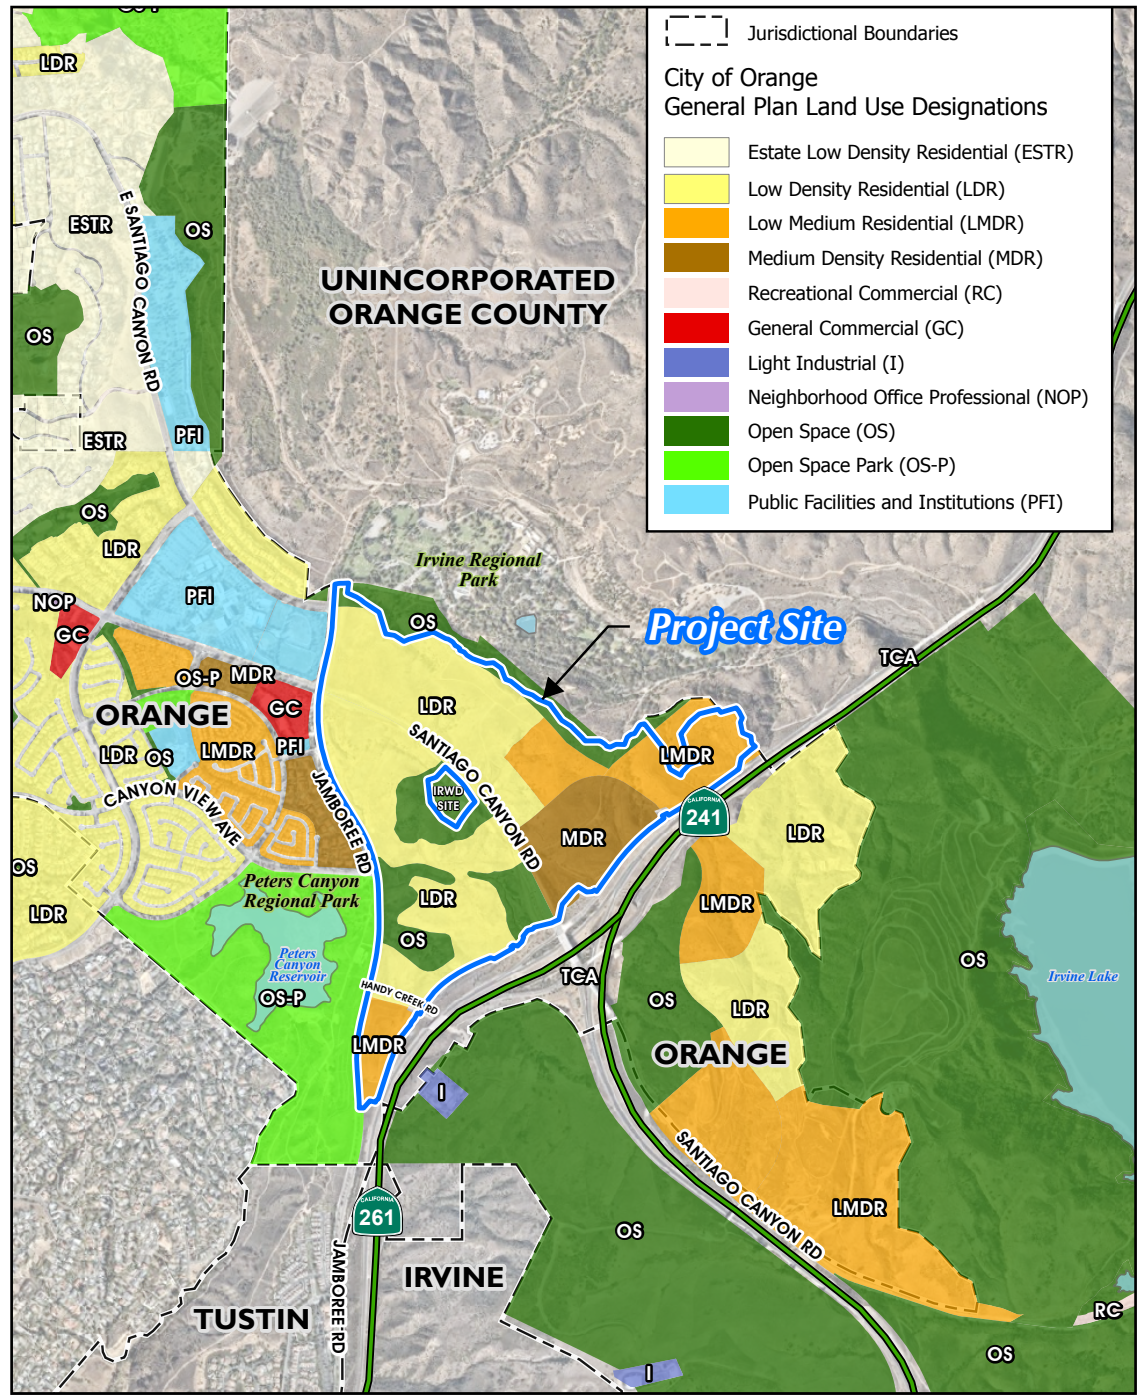 OS-P
Jurisdictional Boundaries
City of Orange
General Plan Land Use Designations
Estate Low Density Residential (ESTR)
Low Density Residential (LDR)
Low Medium Residential (LMDR)
Medium Density Residential (MDR)
Recreational Commercial (RC)
General Commercial (GC)
Light Industrial (I)
Neighborhood Office Professional (NOP)
Open Space (OS)
Open Space Park (OS-P)
Public Facilities and Institutions (PFI)
LDR
ESTR
E SANTIAGO CANYON RD
OS
UNINCORPORATED
ORANGE COUNTY
OS
ESTR
PFI
OS
LDR
Irvine Regional
Park
NOP
PFI
GC
OS
Project Site
TCA
OS-P
MDR
ORANGE
GC
LDR
LDR
OS
LMDR
PFI
SANTIAGO CANYON RD
LMDR
CANYON VIEW AVE
JAMBOREE RD
IRWD
SITE
CALIFORNIA
241
MDR
LDR
OS
LDR
Peters Canyon
Regional Park
LDR
LMDR
OS
Peters
Canyon
Reservoir
OS-P
HANDY CREEK RD
TCA
OS
OS
Irvine Lake
LDR
LMDR
ORANGE
I
SANTIAGO CANYON RD
CALIFORNIA
261
LMDR
OS
JAMBOREE RD
IRVINE
TUSTIN
RC
OS
I